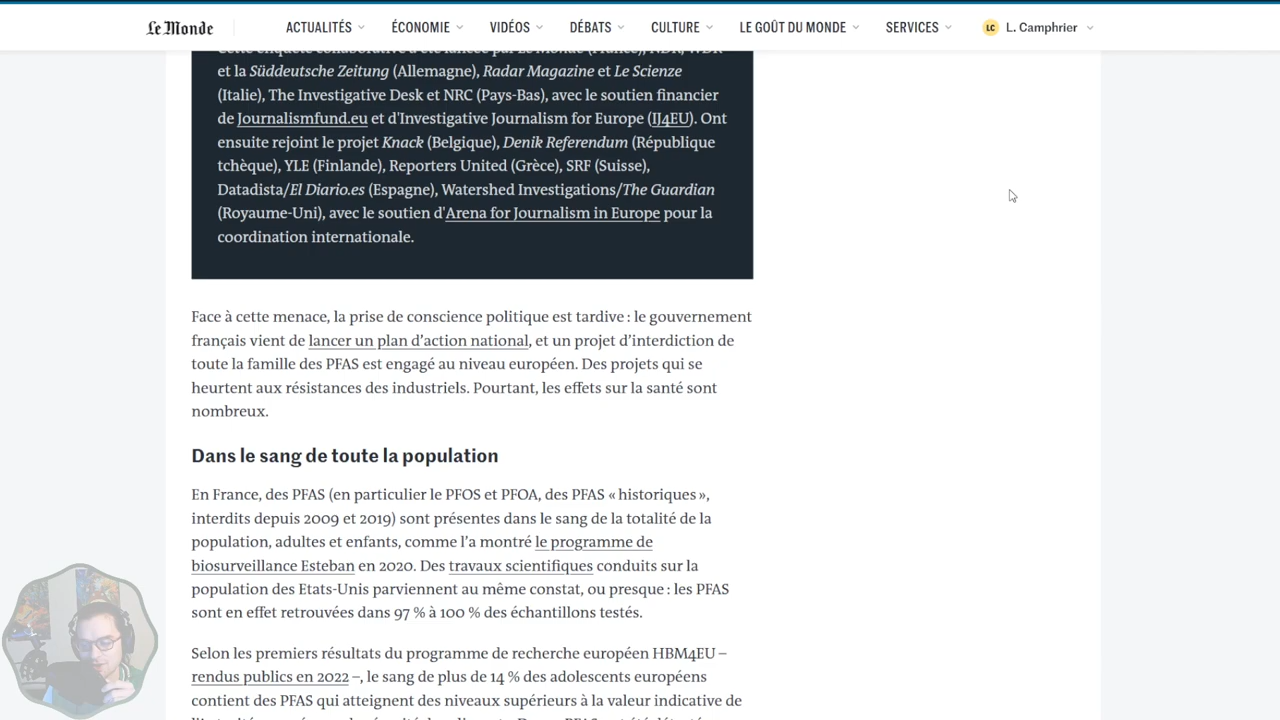 Le Monde
ACTUALITÉS ÉCONOMIE VIDÉOS DÉBATS CULTURE LE GOÛT DU MONDE SERVICES LC L. Camphrier
Cette enquête collaborative a été lancée par Le Monde (France), NDR, WDR
et la Süddeutsche Zeitung (Allemagne), Radar Magazine et Le Scienze
(Italie), The Investigative Desk et NRC (Pays-Bas), avec le soutien financier
de Journalismfund.eu et d'Investigative Journalism for Europe (IJ4EU). Ont
ensuite rejoint le projet Knack (Belgique), Denik Referendum (République
tchèque), YLE (Finlande), Reporters United (Grèce), SRF (Suisse),
Datadista/El Diario.es (Espagne), Watershed Investigations/The Guardian
(Royaume-Uni), avec le soutien d'Arena for Journalism in Europe pour la
coordination internationale.
Face à cette menace, la prise de conscience politique est tardive : le gouvernement
français vient de lancer un plan d’action national, et un projet d’interdiction de
toute la famille des PFAS est engagé au niveau européen. Des projets qui se
heurtent aux résistances des industriels. Pourtant, les effets sur la santé sont
nombreux.
Dans le sang de toute la population
En France, des PFAS (en particulier le PFOS et PFOA, des PFAS « historiques »,
interdits depuis 2009 et 2019) sont présentes dans le sang de la totalité de la
population, adultes et enfants, comme l’a montré le programme de
biosurveillance Esteban en 2020. Des travaux scientifiques conduits sur la
population des Etats-Unis parviennent au même constat, ou presque : les PFAS
sont en effet retrouvées dans 97 % à 100 % des échantillons testés.
Selon les premiers résultats du programme de recherche européen HBM4EU –
rendus publics en 2022 –, le sang de plus de 14 % des adolescents européens
contient des PFAS qui atteignent des niveaux supérieurs à la valeur indicative de